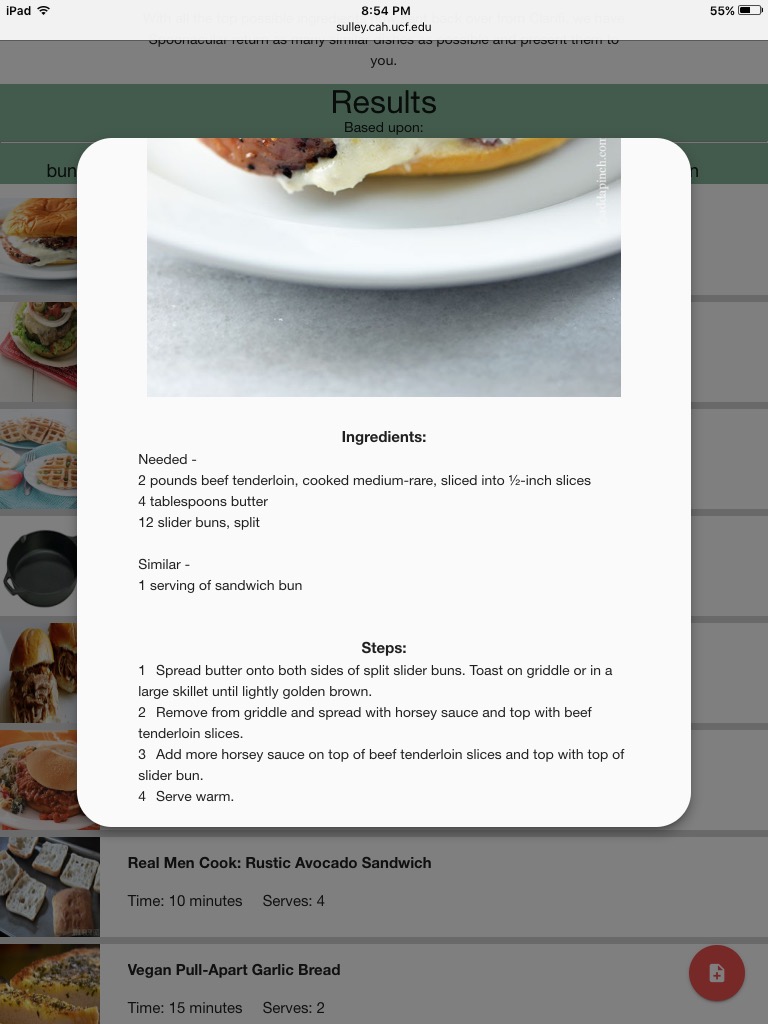 iPad
8:54 PM
55%
sulley.cah.ucf.edu
Spoonacular return as many similar dishes as possible and present them to
you.
Results
Based upon:
Ingredients:
Needed -
2 pounds beef tenderloin, cooked medium-rare, sliced into ½-inch slices
4 tablespoons butter
12 slider buns, split
Similar -
1 serving of sandwich bun
Steps:
1 Spread butter onto both sides of split slider buns. Toast on griddle or in a
large skillet until lightly golden brown.
2 Remove from griddle and spread with horsey sauce and top with beef
tenderloin slices.
3 Add more horsey sauce on top of beef tenderloin slices and top with top of
slider bun.
4 Serve warm.
Real Men Cook: Rustic Avocado Sandwich
Time: 10 minutes Serves: 4
Vegan Pull-Apart Garlic Bread
Time: 15 minutes Serves: 2